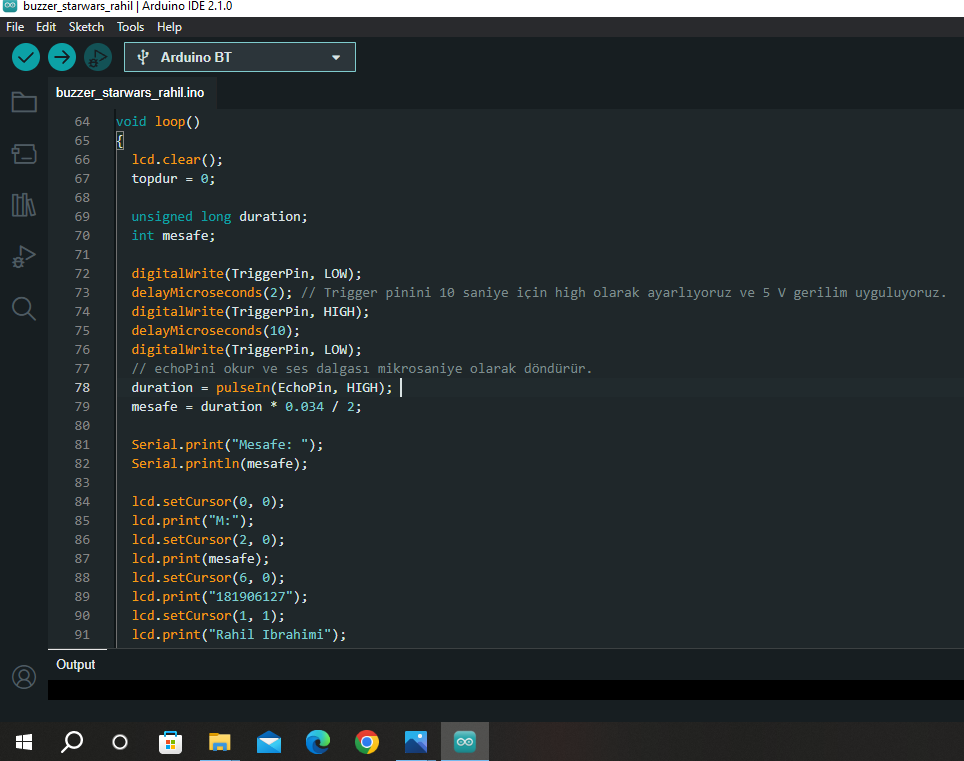 buzzer_starwars_rahil | Arduino IDE 2.1.0
File Edit Sketch Tools Help
Arduino BT
buzzer_starwars_rahil.ino
64 void loop()
65 {
66 lcd.clear();
67 topdur = 0;
68
69 unsigned long duration;
70 int mesafe;
71
72 digitalWrite(TriggerPin, LOW);
73 delayMicroseconds(2); // Trigger pinini 10 saniye için high olarak ayarlıyoruz ve 5 V gerilim uyguluyoruz.
74 digitalWrite(TriggerPin, HIGH);
75 delayMicroseconds(10);
76 digitalWrite(TriggerPin, LOW);
77 // echoPini okur ve ses dalgası mikrosaniye olarak döndürür.
78 duration = pulseIn(EchoPin, HIGH);
79 mesafe = duration * 0.034 / 2;
80
81 Serial.print("Mesafe: ");
82 Serial.println(mesafe);
83
84 lcd.setCursor(0, 0);
85 lcd.print("M:");
86 lcd.setCursor(2, 0);
87 lcd.print(mesafe);
88 lcd.setCursor(6, 0);
89 lcd.print("181906127");
90 lcd.setCursor(1, 1);
91 lcd.print("Rahil Ibrahimi");
Output